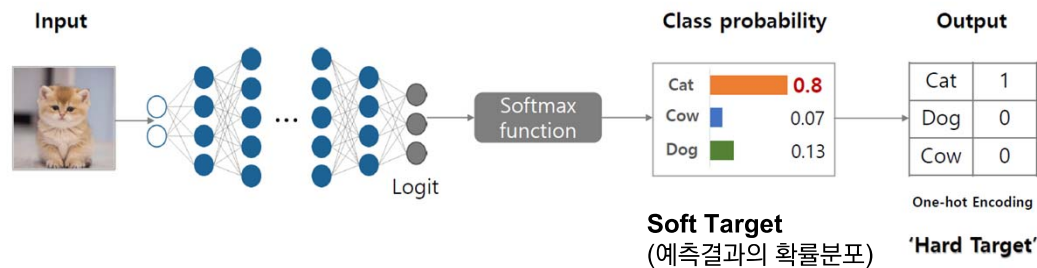 Input
Class probability
Output
Cat 0.8
Cow 0.07
Dog 0.13
Softmax
function
Logit
Cat 1
Dog 0
Cow 0
One-hot Encoding
Soft Target
(예측결과의 확률분포)
'Hard Target'